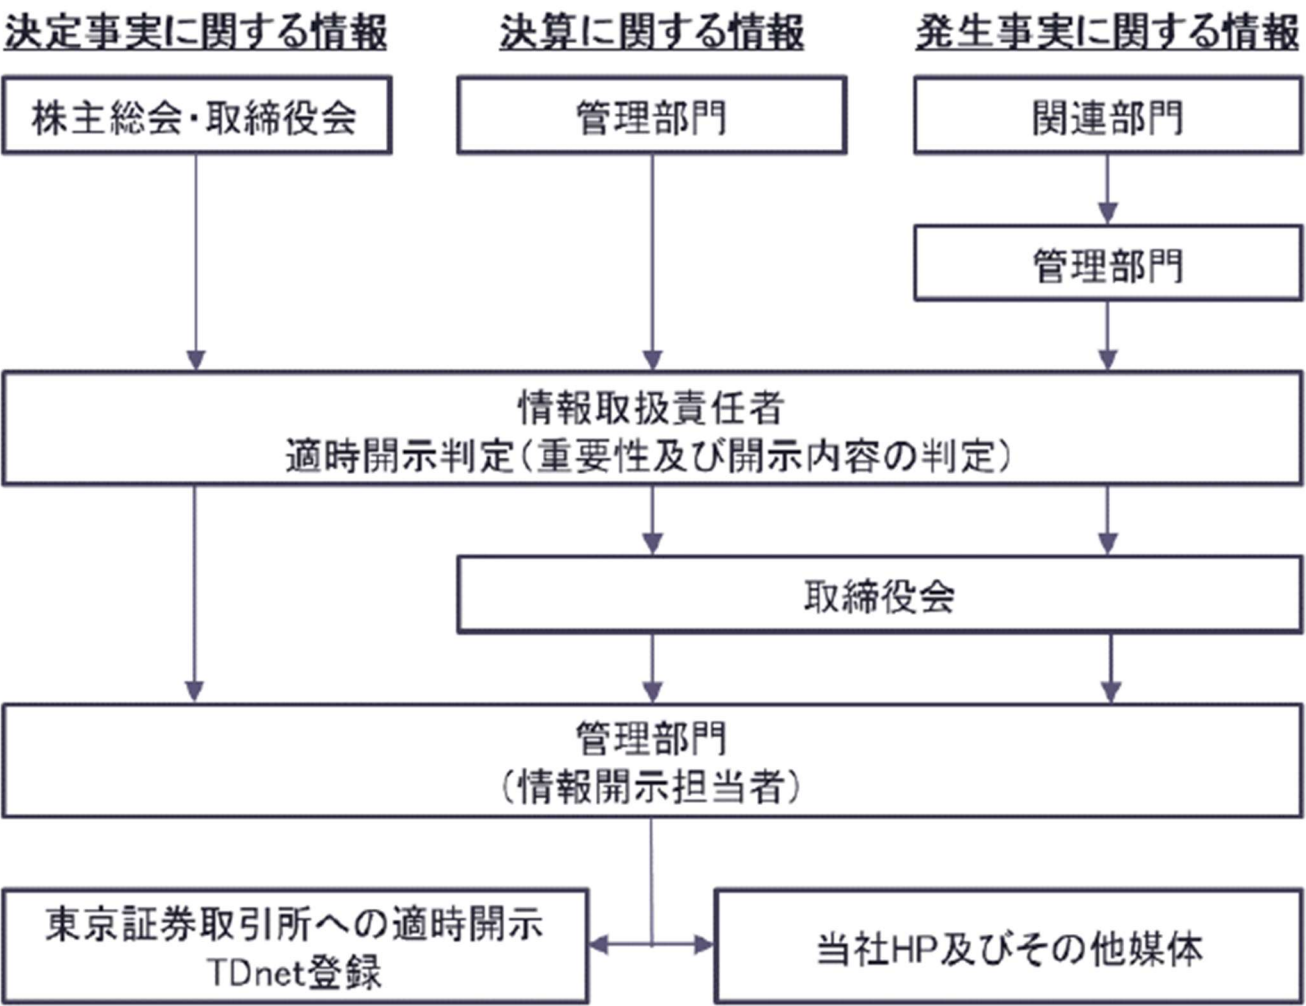 決定事実に関する情報
決算に関する情報
発生事実に関する情報
株主総会・取締役会
管理部門
関連部門
管理部門
情報取扱責任者
適時開示判定(重要性及び開示内容の判定)
取締役会
管理部門
(情報開示担当者)
東京証券取引所への適時開示
TDnet登録
当社HP及びその他媒体